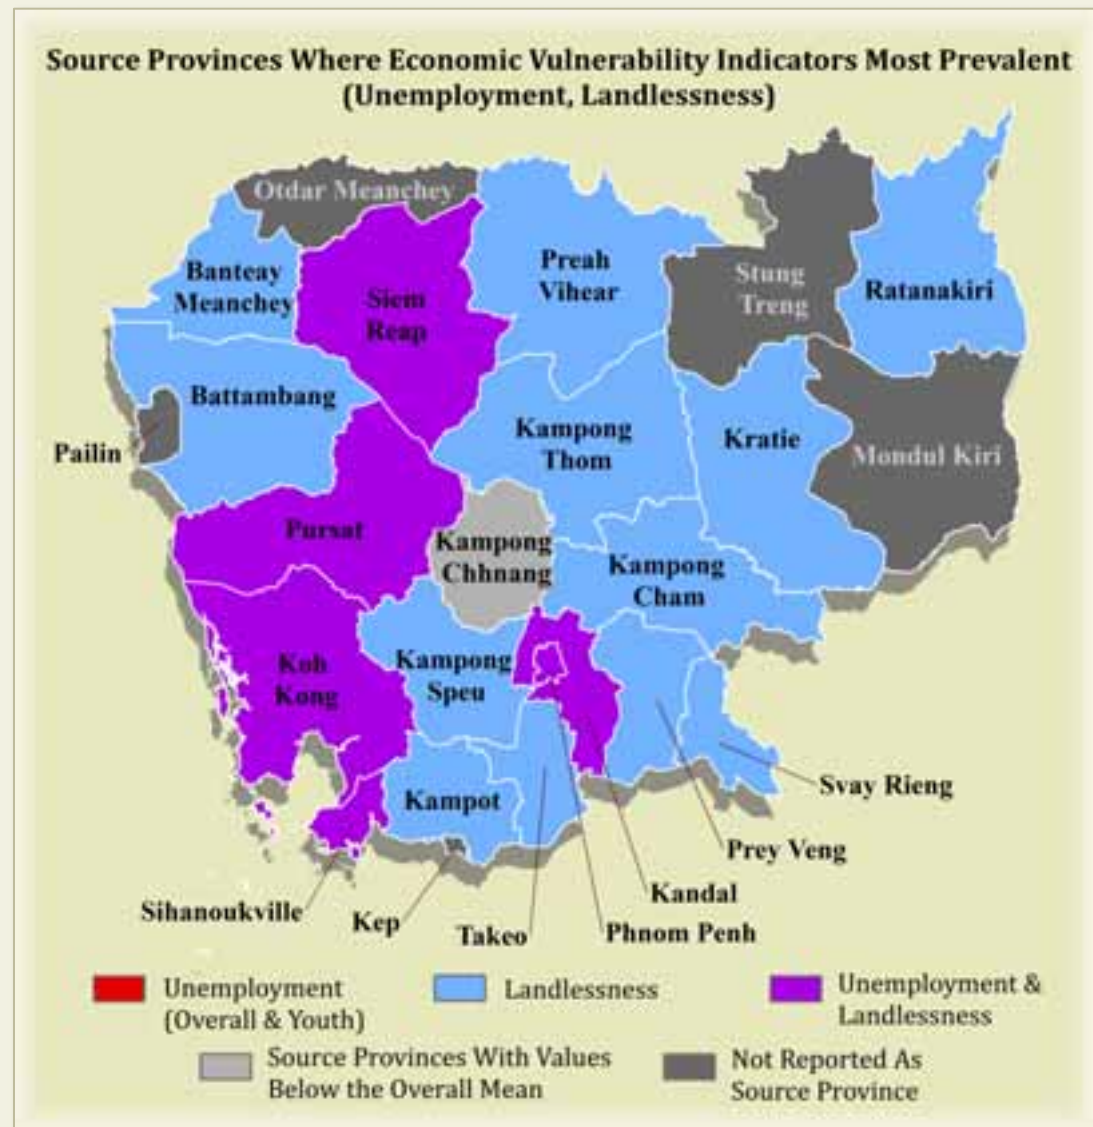 Source Provinces Where Economic Vulnerability Indicators Most Prevalent
(Unemployment, Landlessness)
Otdar Meanchey
Banteay
Meanchey
Siem
Reap
Preah
Vihear
Stung
Treng
Ratanakiri
Battambang
Pailin
Kampong
Thom
Kratie
Mondul Kiri
Pursat
Kampong
Chhnang
Kampong
Cham
Koh
Kong
Kampong
Speu
Svay Rieng
Kampot
Prey Veng
Kandal
Sihanoukville
Kep
Takeo
Phnom Penh
Unemployment
(Overall & Youth)
Landlessness
Unemployment &
Landlessness
Source Provinces With Values
Below the Overall Mean
Not Reported As
Source Province